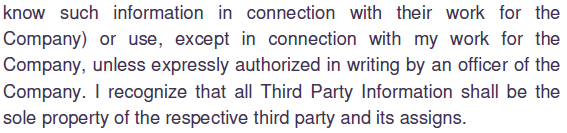 know such information in connection with their work for the
Company) or use, except in connection with my work for the
Company, unless expressly authorized in writing by an officer of the
Company. I recognize that all Third Party Information shall be the
sole property of the respective third party and its assigns.